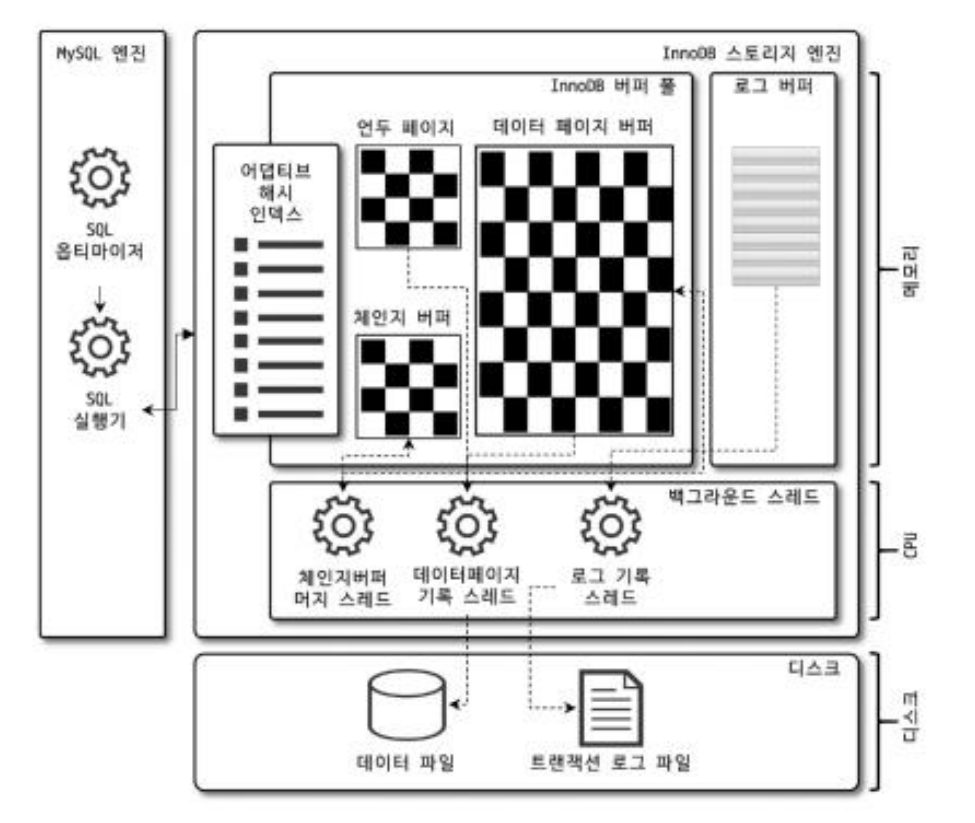 MySQL 엔진
InnoDB 스토리지 엔진
InnoDB 버퍼 풀
로그 버퍼
언두 페이지
데이터 페이지 버퍼
어댑티브
해시
인덱스
SQL
옵티마이저
체인지 버퍼
SQL
실행기
메모리
백그라운드 스레드
체인지버퍼
머지 스레드
데이터페이지
기록 스레드
로그 기록
스레드
CPU
디스크
데이터 파일
트랜잭션 로그 파일
디스크